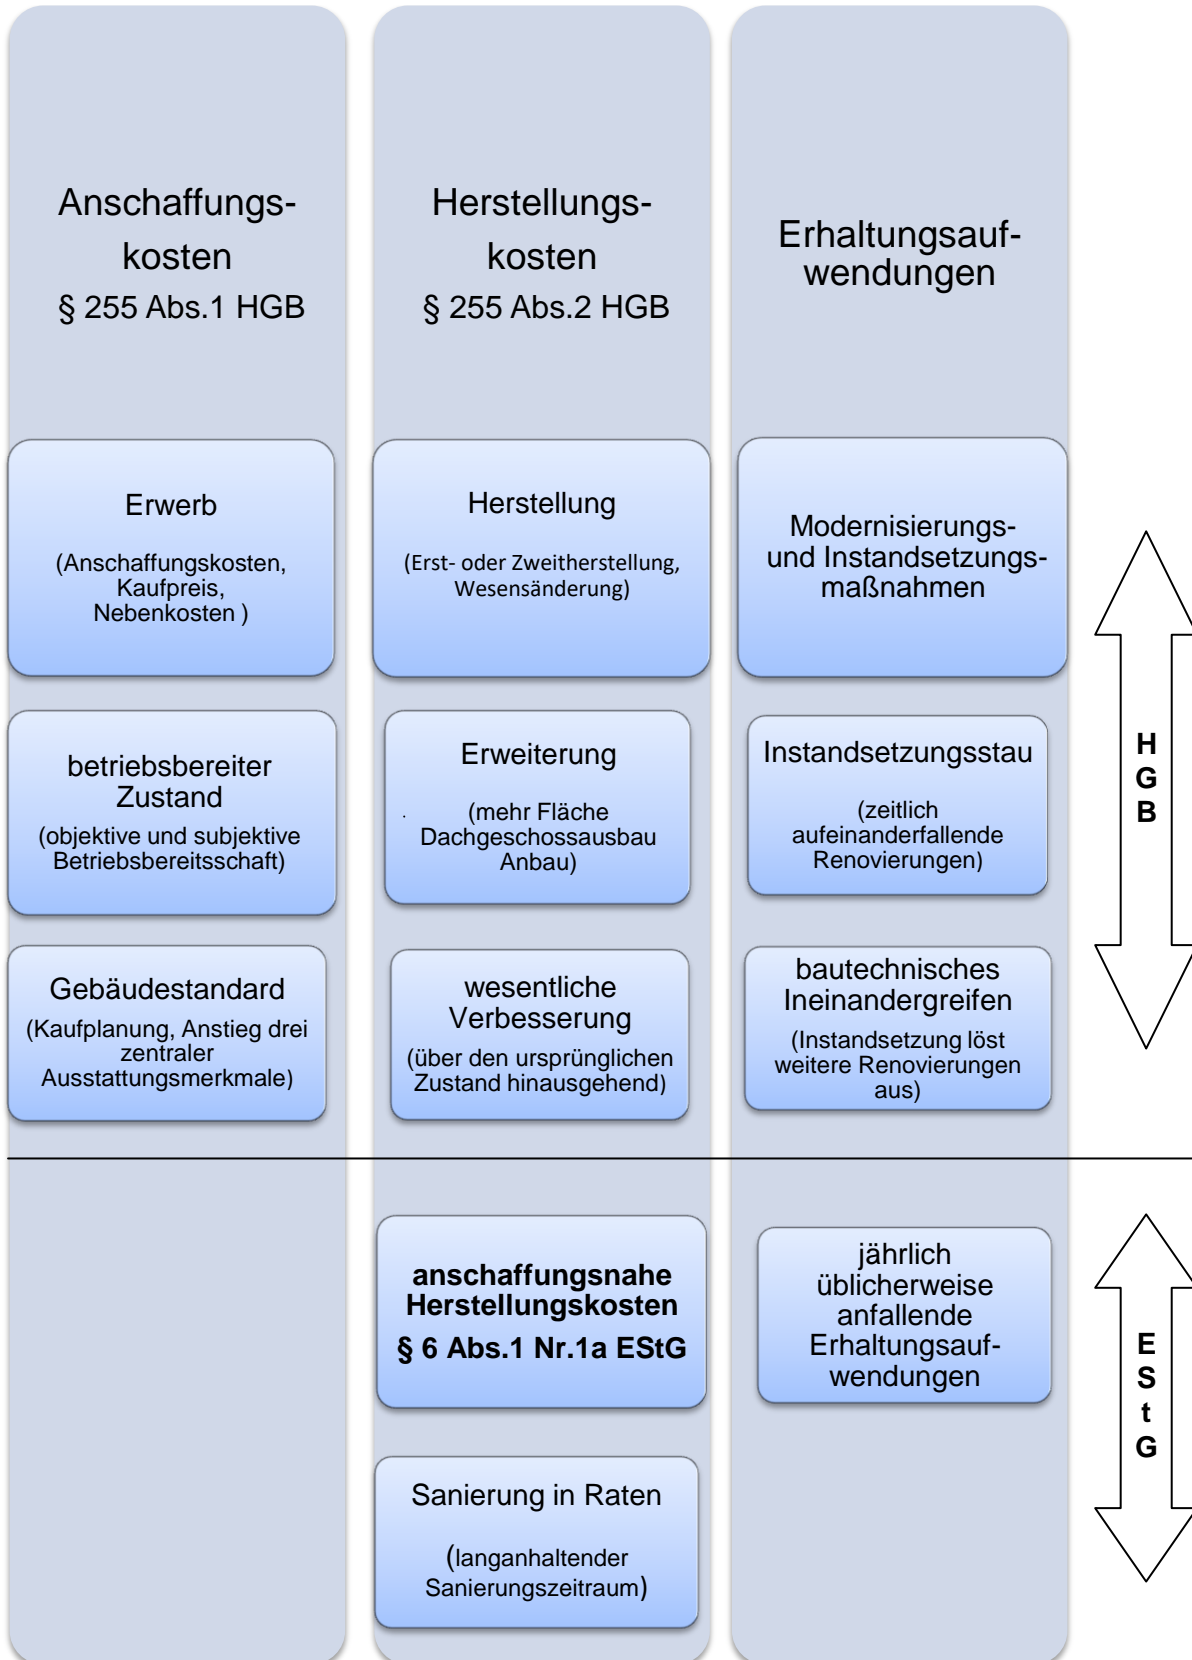 Anschaffungs-
kosten
§ 255 Abs.1 HGB
Erwerb
(Anschaffungskosten,
Kaufpreis,
Nebenkosten )
betriebsbereiter
Zustand
(objektive und subjektive
Betriebsbereitsschaft)
Gebäudestandard
(Kaufplanung, Anstieg drei
zentraler
Ausstattungsmerkmale)
Herstellungs-
kosten
§ 255 Abs.2 HGB
Herstellung
(Erst- oder Zweitherstellung,
Wesensänderung)
Erweiterung
(mehr Fläche
Dachgeschossausbau
Anbau)
wesentliche
Verbesserung
(über den ursprünglichen
Zustand hinausgehend)
anschaffungsnahe
Herstellungskosten
§ 6 Abs.1 Nr.1a EStG
Sanierung in Raten
(langanhaltender
Sanierungszeitraum)
Erhaltungsauf-
wendungen
Modernisierungs-
und Instandsetzungs-
maßnahmen
Instandsetzungsstau
(zeitlich
aufeinanderfallende
Renovierungen)
bautechnisches
Ineinandergreifen
(Instandsetzung löst
weitere Renovierungen
aus)
jährlich
üblicherweise
anfallende
Erhaltungsauf-
wendungen
H
G
B
E
S
t
G